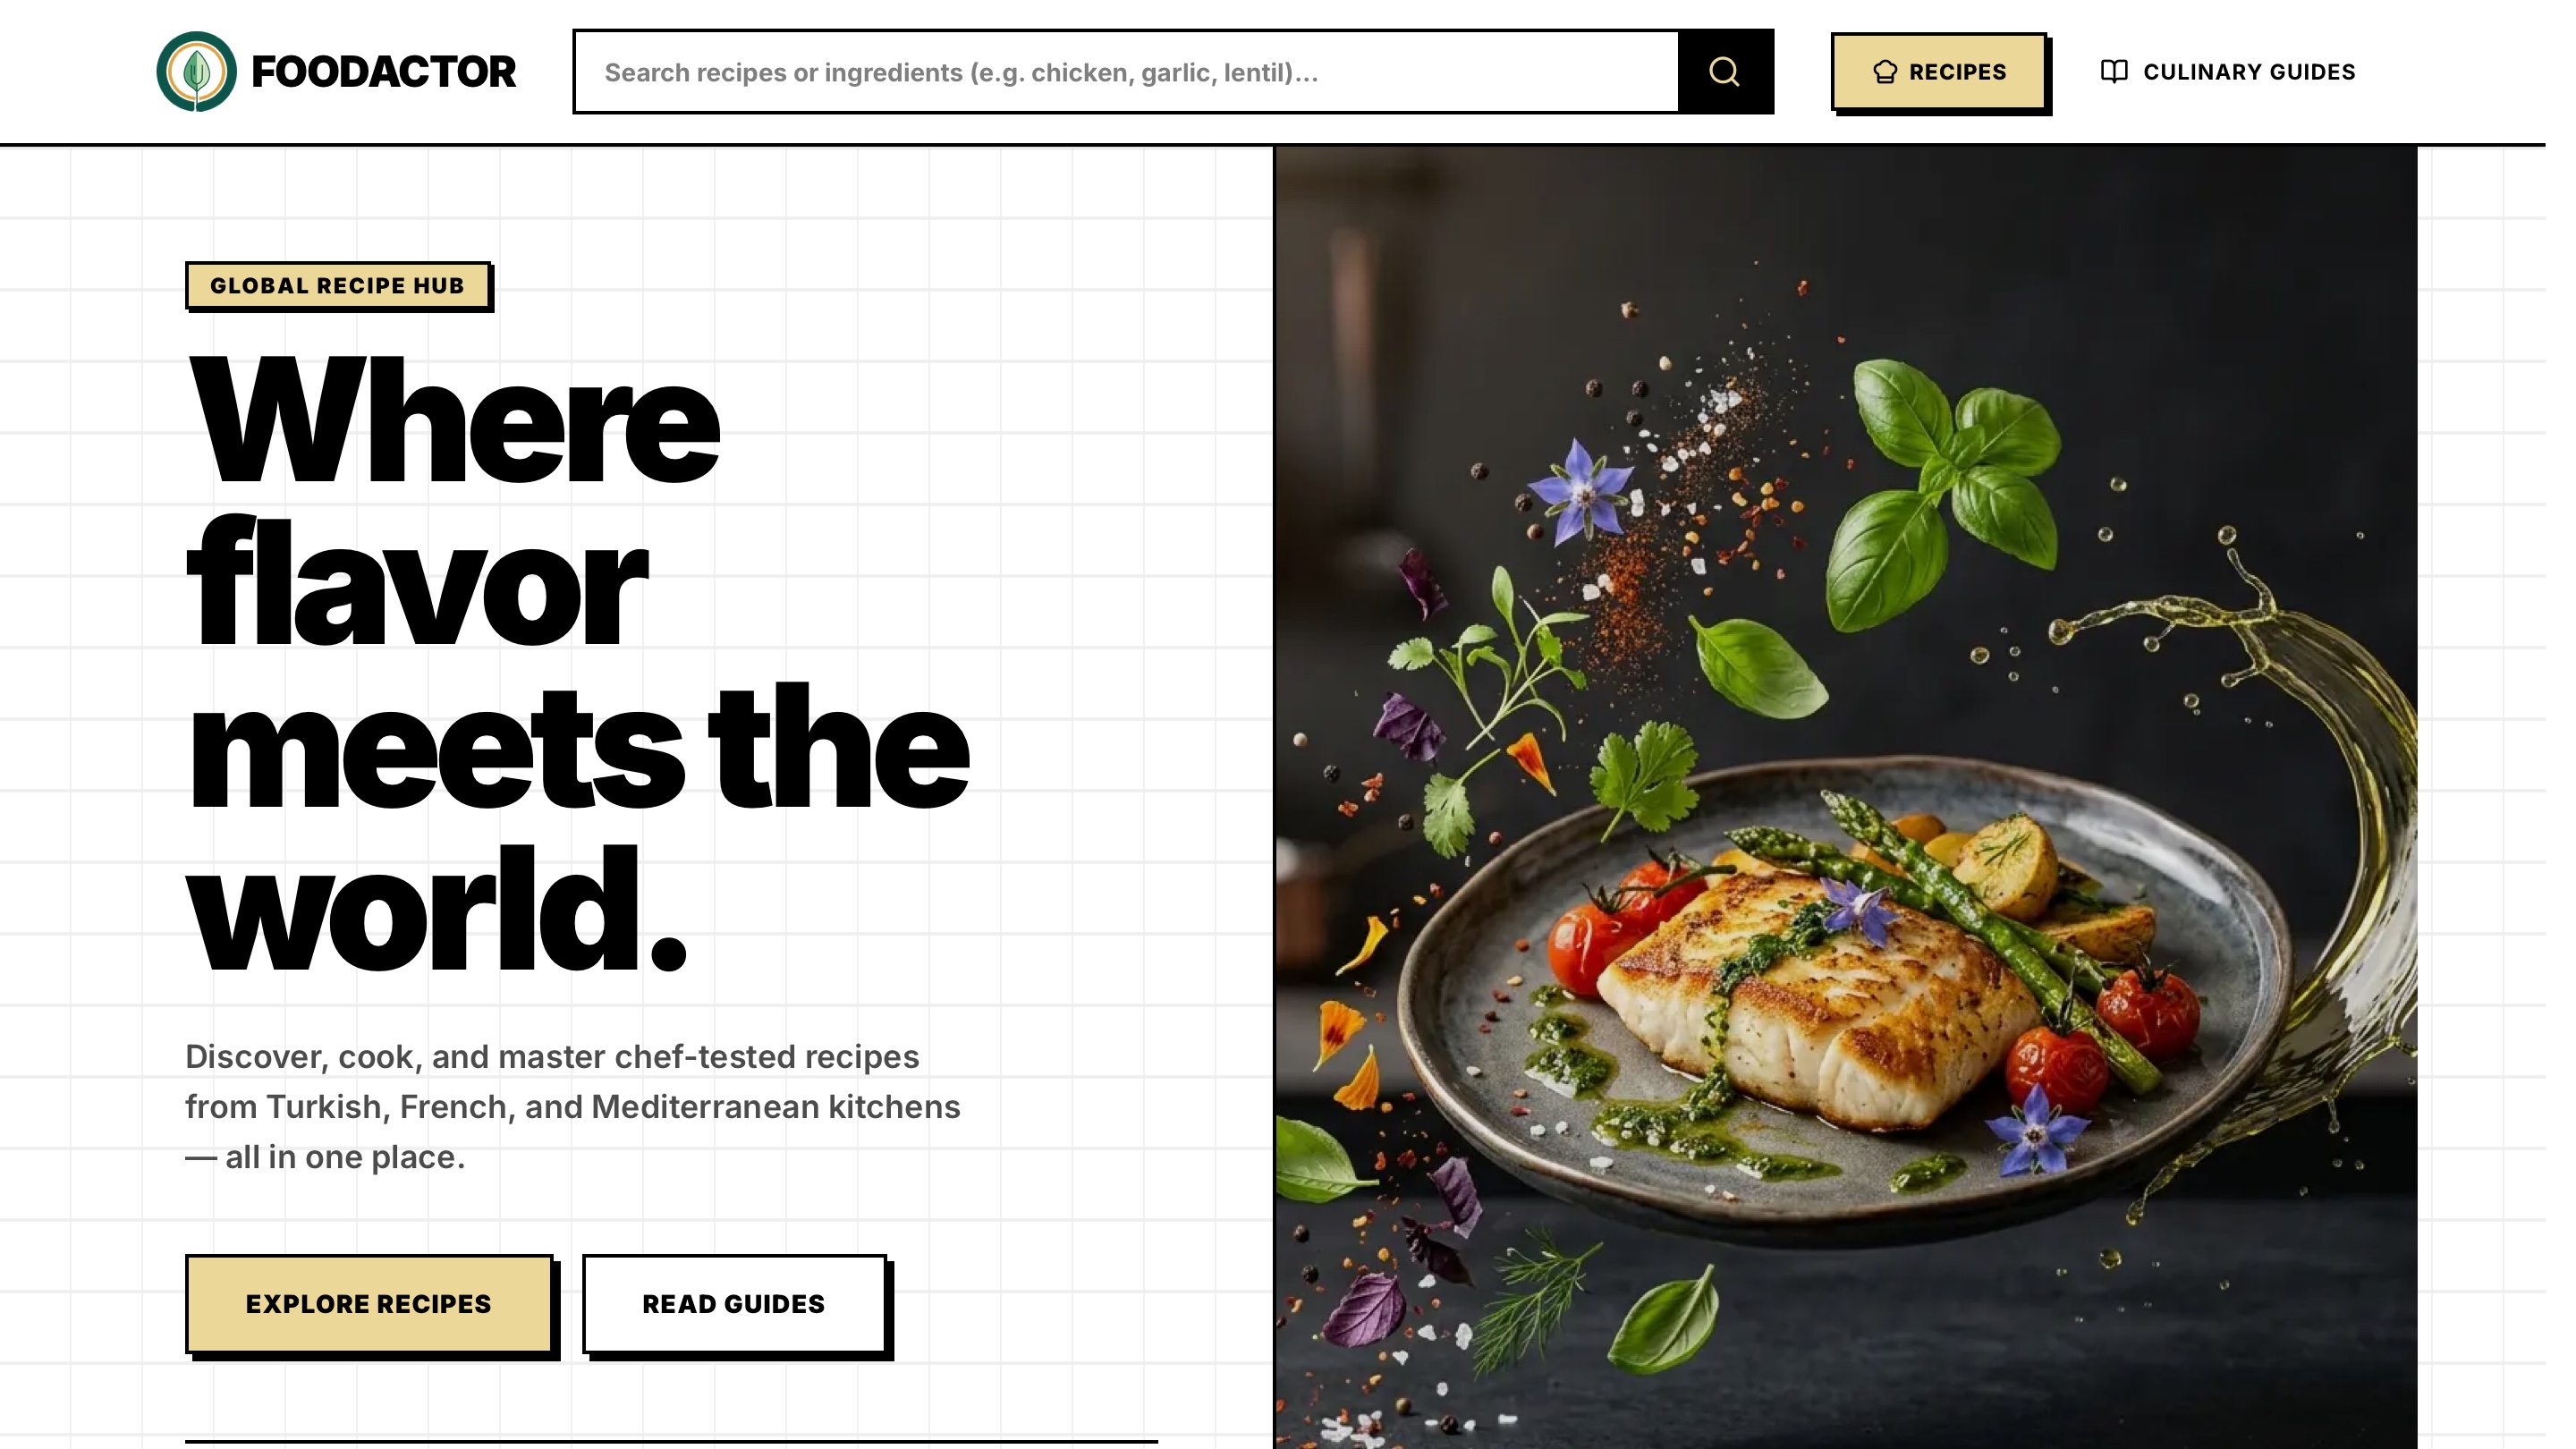 FOODACTOR
Search recipes or ingredients (e.g. chicken, garlic, lentil)...
RECIPES
CULINARY GUIDES
GLOBAL RECIPE HUB
Where
flavor
meets the
world.
Discover, cook, and master chef-tested recipes
from Turkish, French, and Mediterranean kitchens
— all in one place.
EXPLORE RECIPES
READ GUIDES